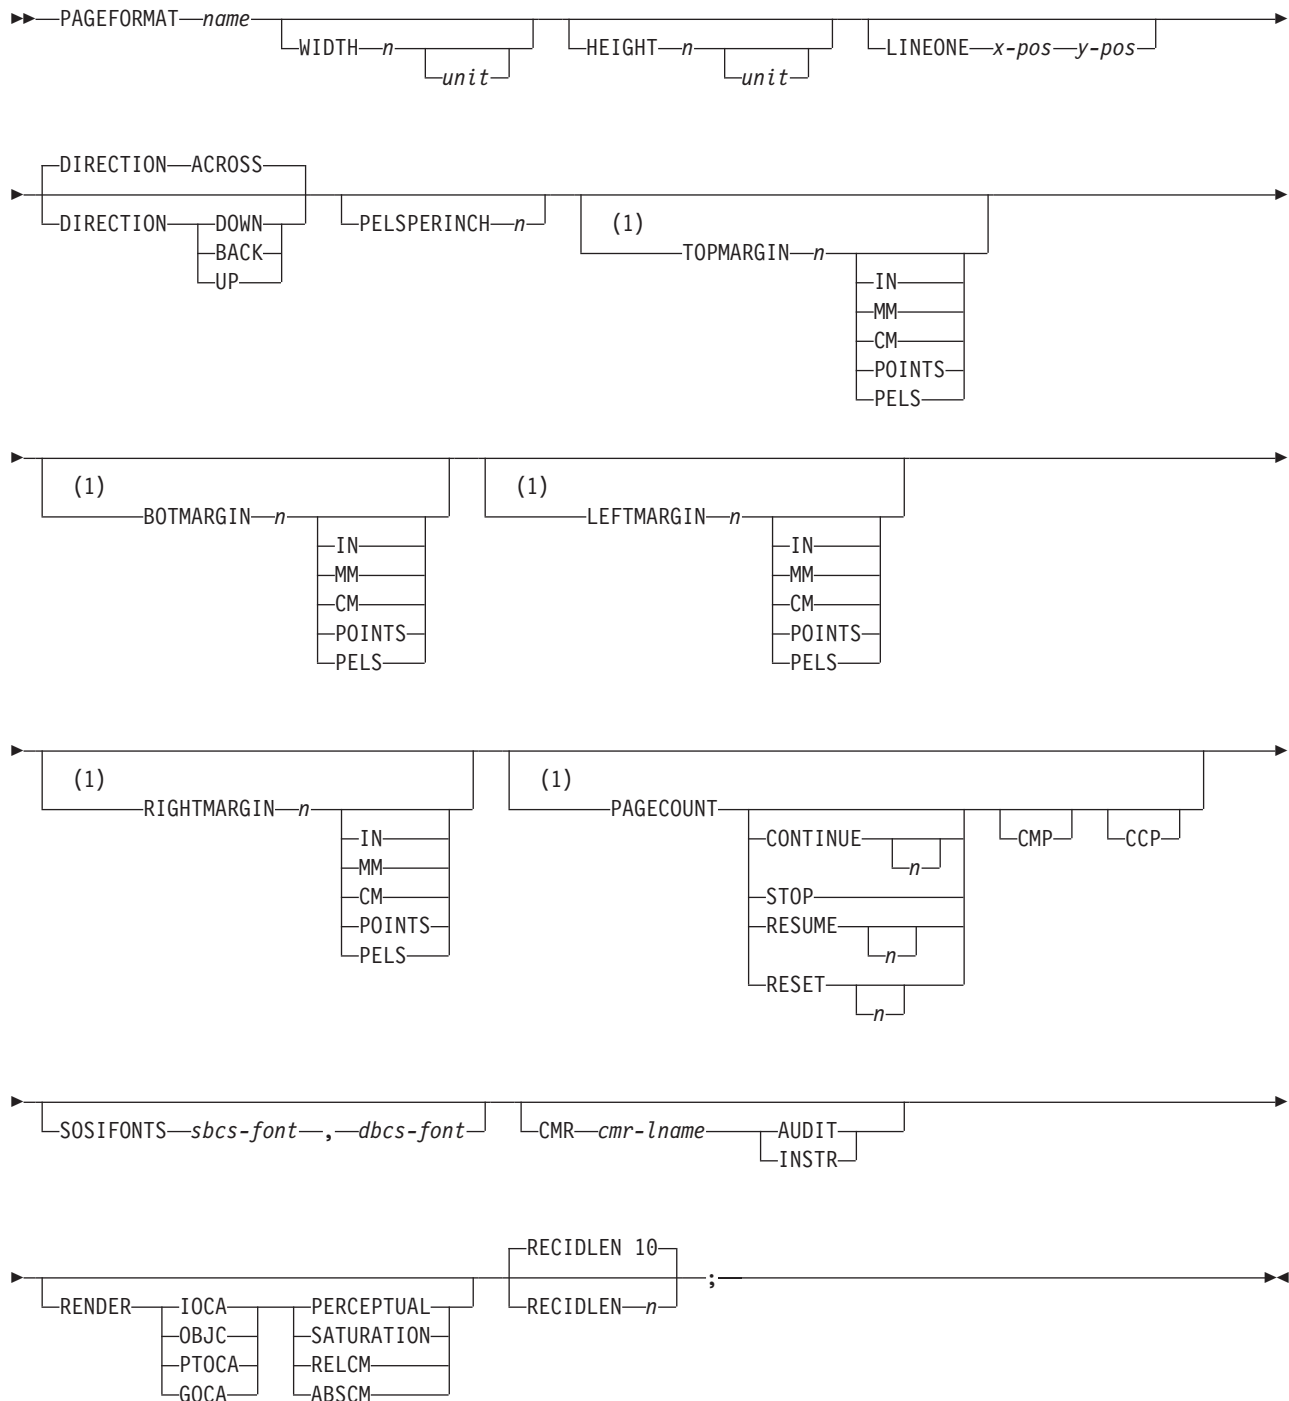 PAGEFORMAT name
WIDTH n unit HEIGHT n unit LINEONE x-pos y-pos
DIRECTION ACROSS
DIRECTION DOWN
BACK
UP
PELSPERINCH n
(1)
TOPMARGIN n
IN
MM
CM
POINTS
PELS
(1)
BOTMARGIN n
IN
MM
CM
POINTS
PELS
(1)
LEFTMARGIN n
IN
MM
CM
POINTS
PELS
(1)
RIGHTMARGIN n
IN
MM
CM
POINTS
PELS
(1)
PAGECOUNT
CONTINUE n
STOP
RESUME n
RESET n
CMP CCP
SOSIFONTS sbcs-font , dbcs-font
CMR cmr-lname AUDIT
INSTR
RENDER IOCA
OBJC
PTOCA
GOCA
PERCEPTUAL
SATURATION
RELCM
ABSCM
RECIDLEN 10
RECIDLEN n
;